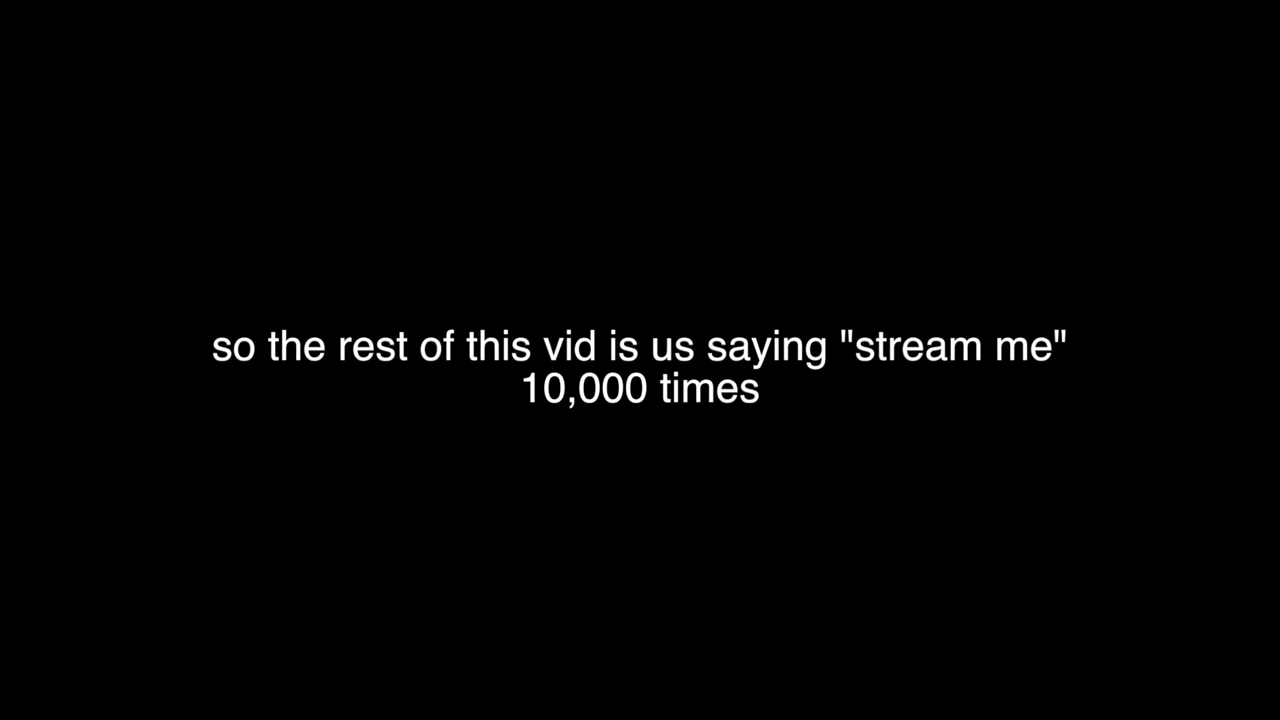 so the rest of this vid is us saying "stream me"
10,000 times